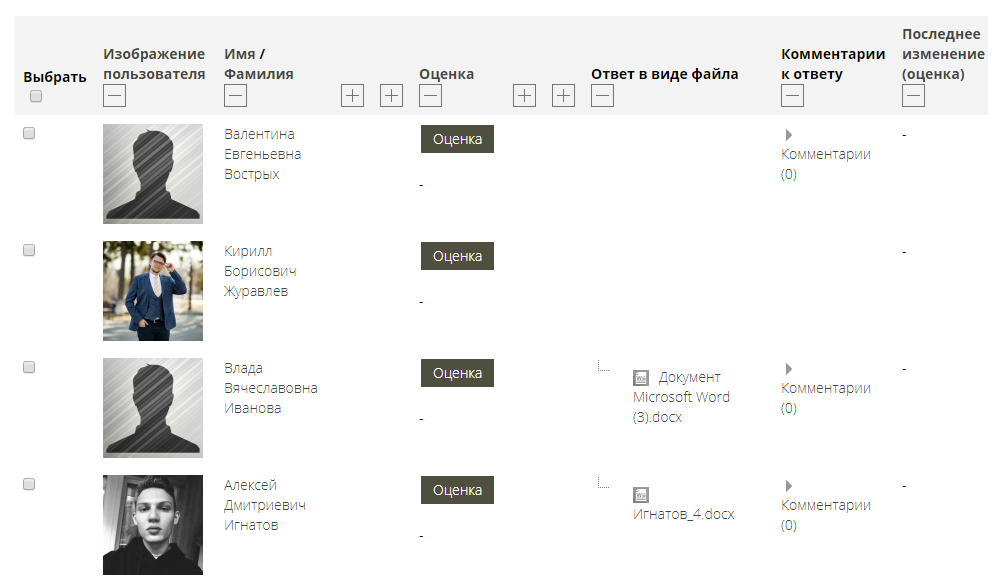 Выбрать
Изображение
пользователя
Имя /
Фамилия
Оценка
Ответ в виде файла
Комментарии
к ответу
Последнее
изменение
(оценка)
Валентина
Евгеньевна
Вострых
Оценка
-
Комментарии
(0)
-
Кирилл
Борисович
Журавлев
Оценка
-
-
Влада
Вячеславовна
Иванова
Оценка
-
Документ
Microsoft Word
(3).docx
Комментарии
(0)
-
Алексей
Дмитриевич
Игнатов
Оценка
-
Игнатов_4.docx
Комментарии
(0)
-